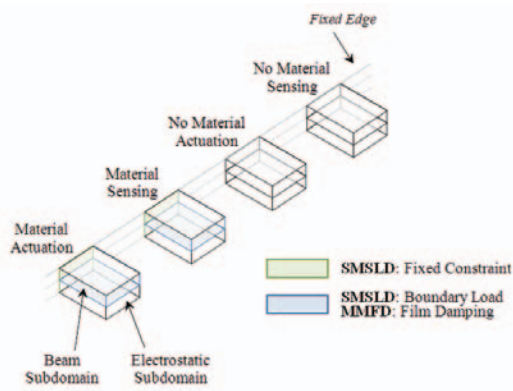 Fixed Edge
No Material
Sensing
No Material
Actuation
Material
Sensing
Material
Actuation
SMSLD: Fixed Constraint
SMSLD: Boundary Load
MMFD: Film Damping
Beam
Subdomain
Electrostatic
Subdomain